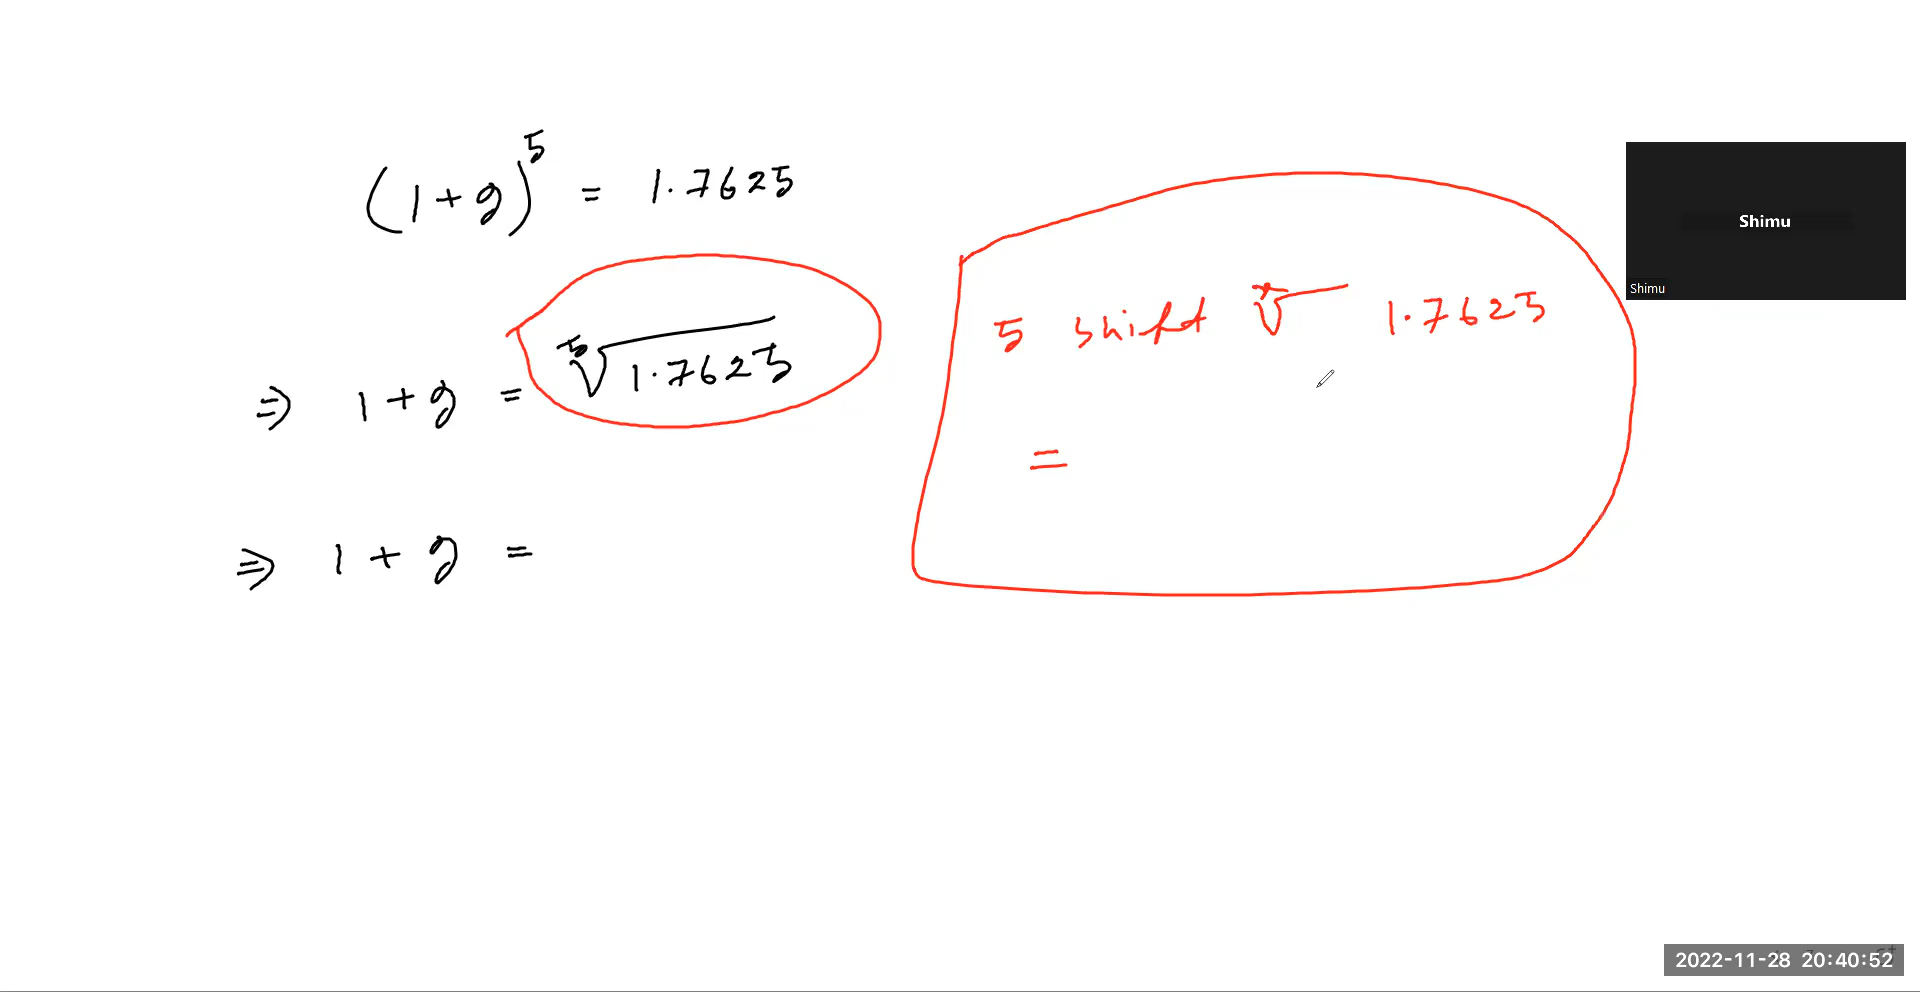 (1+g)^5 = 1.7625
⇒ 1+g = ⁵√1.7625
⇒ 1 + g =
5 shift ˣ√ 1.7625
=
Shimu
Shimu
2022-11-28 20:40:52